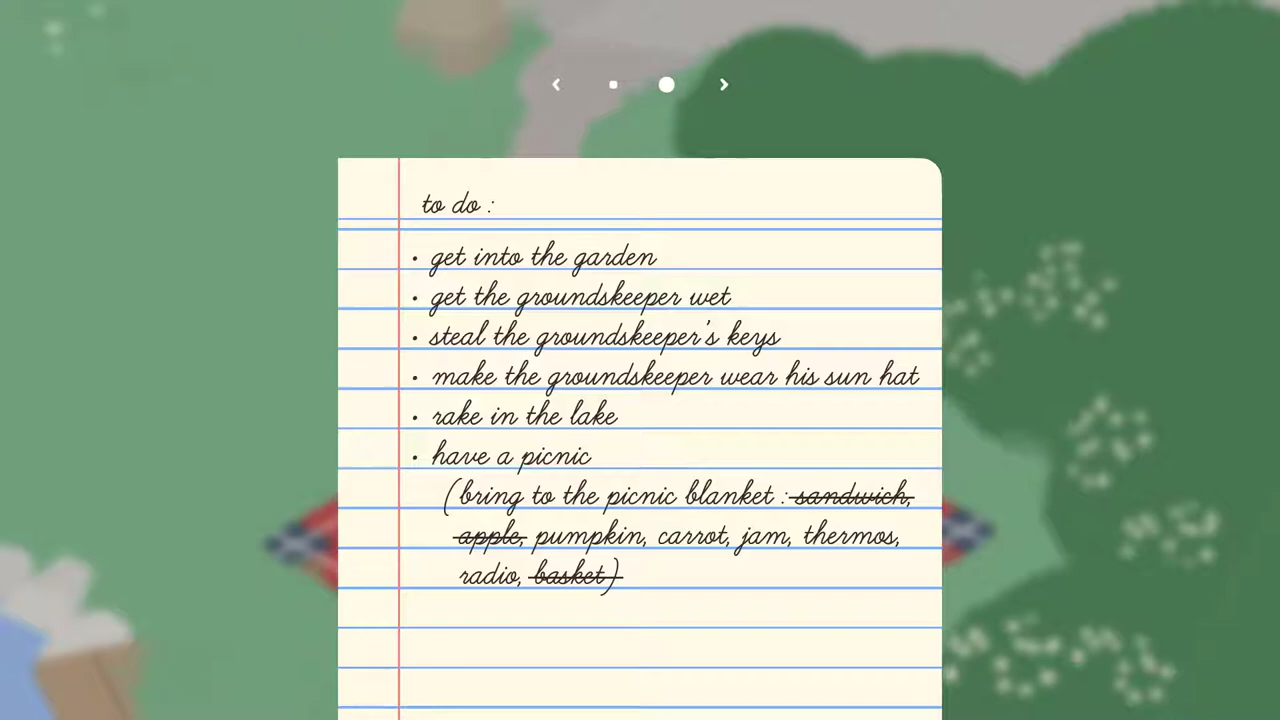 to do :
• get into the garden
• get the groundskeeper wet
• steal the groundskeeper's keys
• make the groundskeeper wear his sun hat
• rake in the lake
• have a picnic
(bring to the picnic blanket : sandwich,
apple, pumpkin, carrot, jam, thermos,
radio, basket)